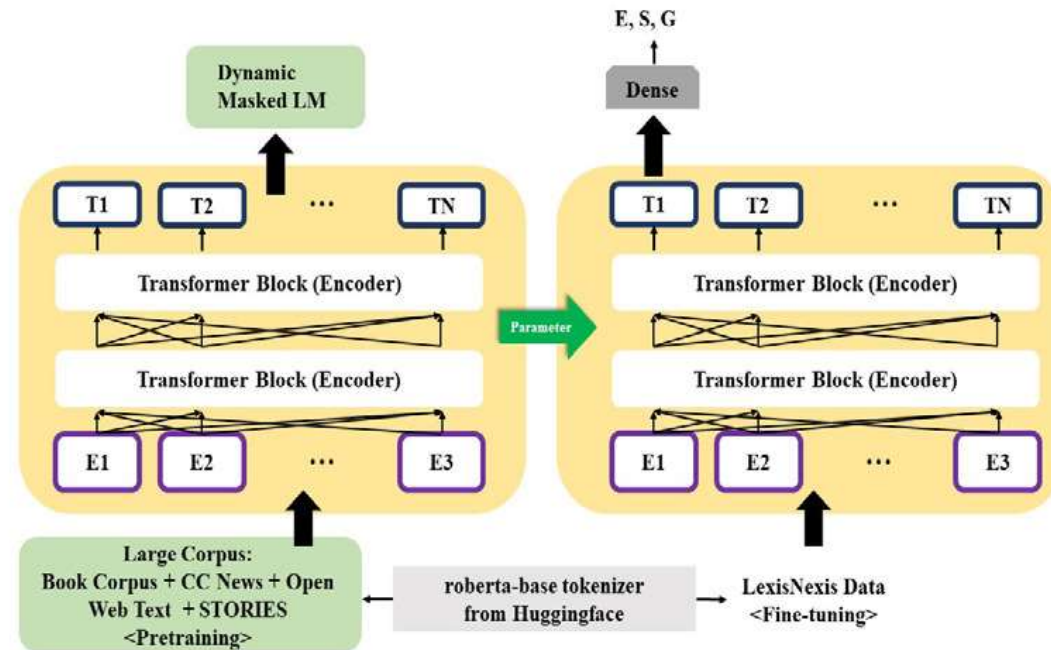 E, S, G
Dynamic
Masked LM
Dense
T1 T2 ... TN
Transformer Block (Encoder)
Transformer Block (Encoder)
E1 E2 ... E3
T1 T2 ... TN
Transformer Block (Encoder)
Transformer Block (Encoder)
E1 E2 ... E3
Parameter
Large Corpus:
Book Corpus + CC News + Open
Web Text + STORIES
<Pretraining>
roberta-base tokenizer
from Huggingface
LexisNexis Data
<Fine-tuning>